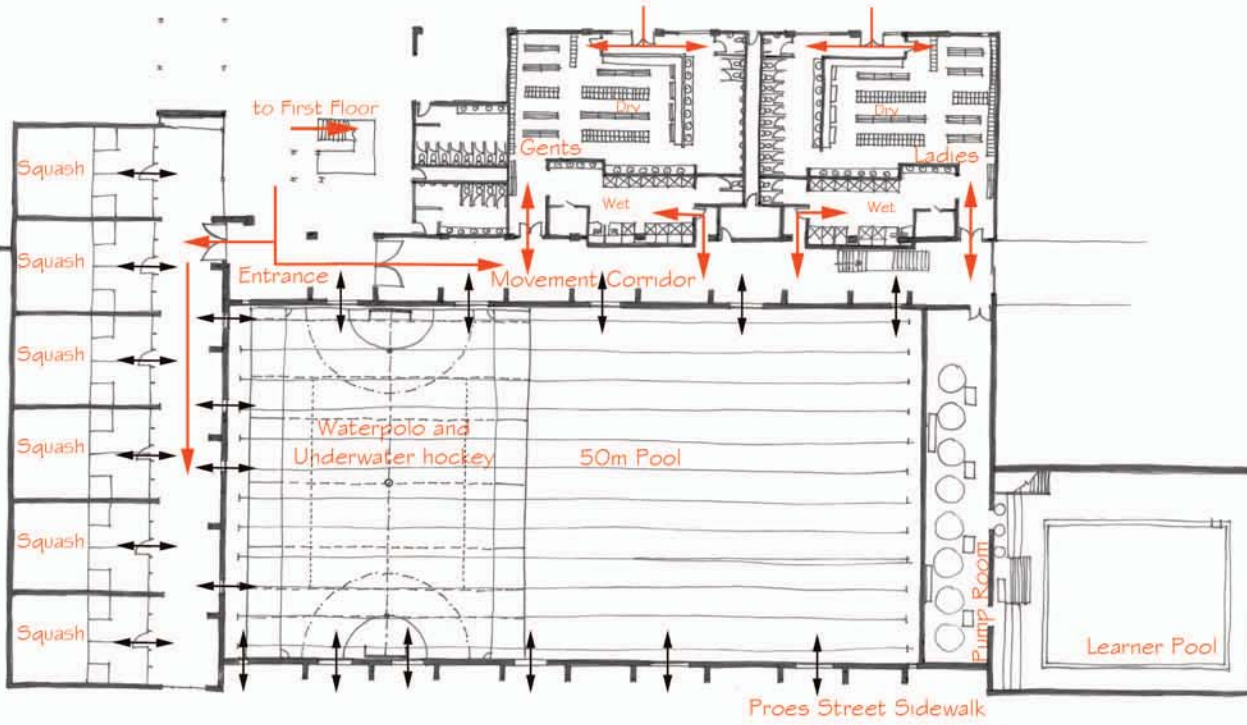 to First Floor
Dry
Dry
Gents
Ladies
Squash
Wet
Wet
Squash
Entrance
Movement Corridor
Squash
Waterpolo and
Underwater hockey
50m Pool
Squash
Squash
Pump Room
Squash
Learner Pool
Proes Street Sidewalk